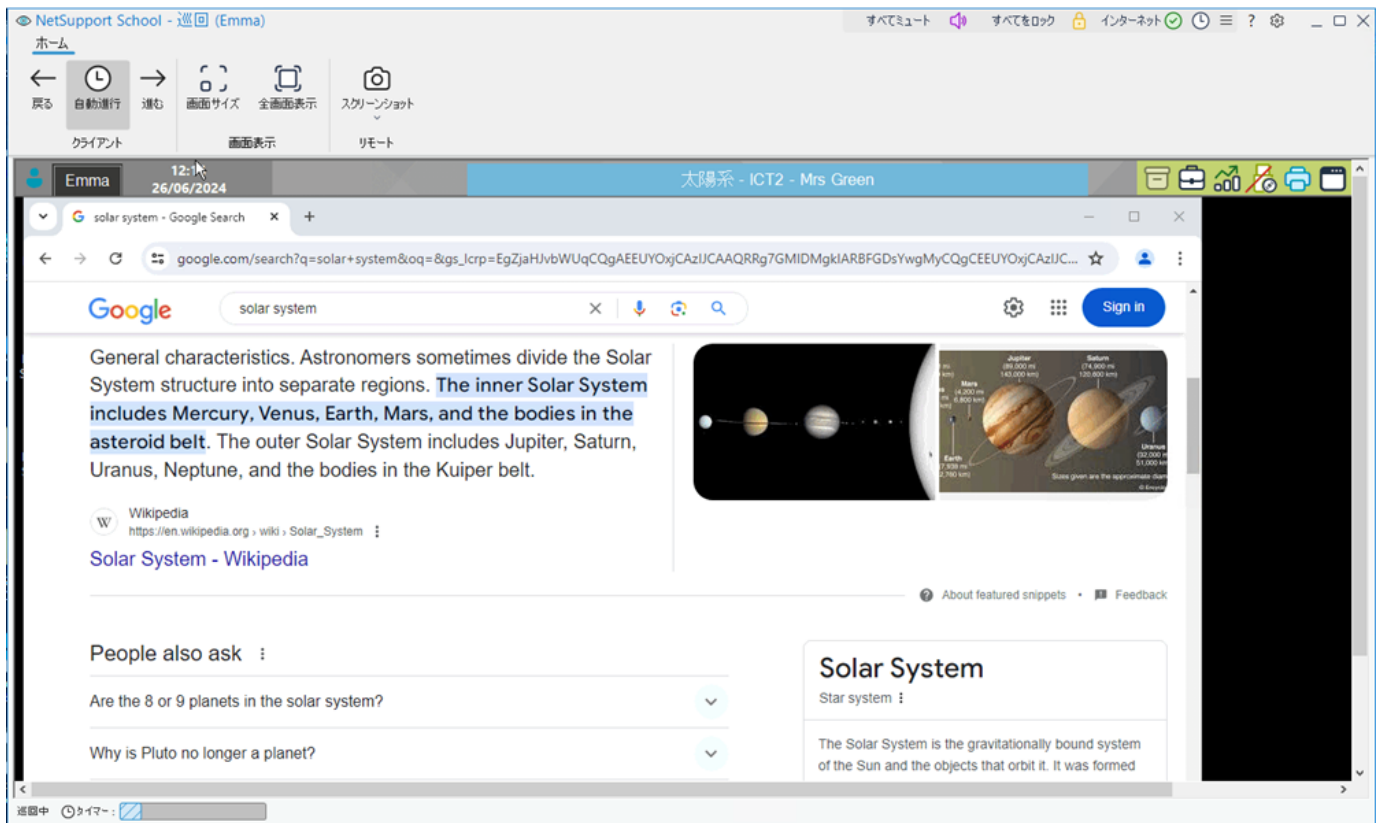 NetSupport School - 巡回 (Emma)
すべてミュート すべてをロック インターネット ?
ホーム
戻る 自動進行 進む 画面サイズ 全画面表示 スクリーンショット
クライアント 画面表示 リモート
Emma 26/06/2024 太陽系 - ICT2 - Mrs Green
solar system - Google Search
google.com/search?q=solar+system&oq=&gs_lcrp=
Google solar system Sign in
General characteristics. Astronomers sometimes divide the Solar
System structure into separate regions. The inner Solar System
includes Mercury, Venus, Earth, Mars, and the bodies in the
asteroid belt. The outer Solar System includes Jupiter, Saturn,
Uranus, Neptune, and the bodies in the Kuiper belt.
Jupiter
Saturn
Mars
Earth
Uranus
W Wikipedia
https://en.wikipedia.org › wiki › Solar_System
Solar System - Wikipedia
About featured snippets • Feedback
People also ask
Are the 8 or 9 planets in the solar system?
Why is Pluto no longer a planet?
Solar System
Star system
The Solar System is the gravitationally bound system
of the Sun and the objects that orbit it. It was formed
巡回中 タイマー: